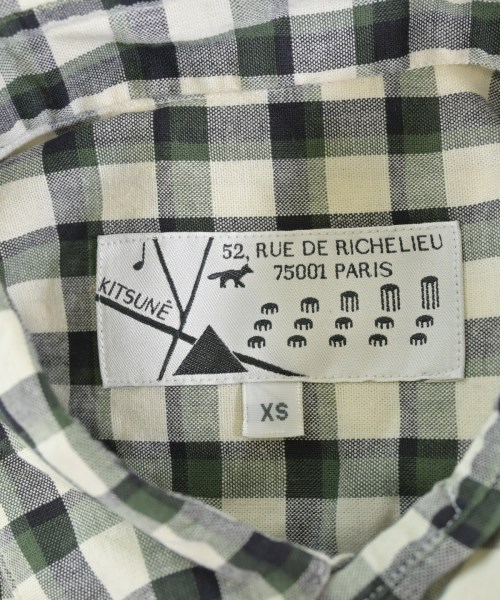 52, RUE DE RICHELIEU
75001 PARIS
KITSUNÉ
XS